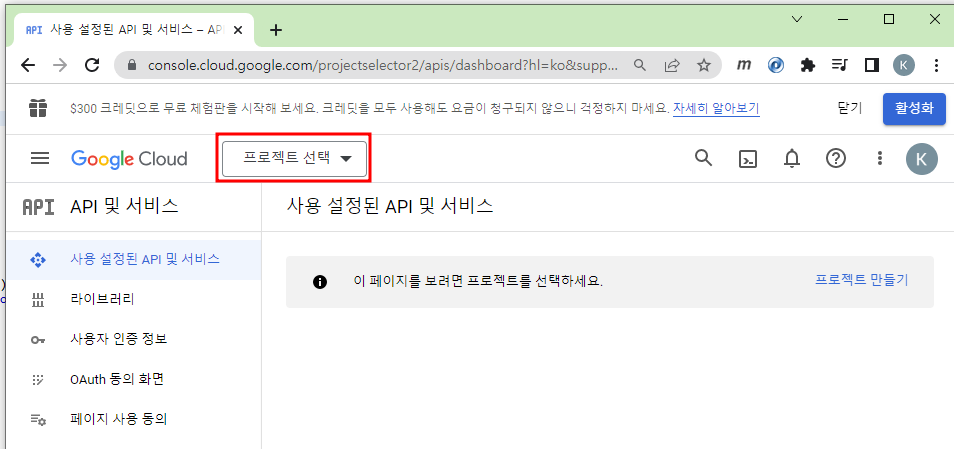 API 사용 설정된 API 및 서비스 – AP
console.cloud.google.com/projectselector2/apis/dashboard?hl=ko&supp...
m
K
$300 크레딧으로 무료 체험판을 시작해 보세요. 크레딧을 모두 사용해도 요금이 청구되지 않으니 걱정하지 마세요. 자세히 알아보기
닫기
활성화
Google Cloud
프로젝트 선택
K
API API 및 서비스
사용 설정된 API 및 서비스
사용 설정된 API 및 서비스
라이브러리
사용자 인증 정보
OAuth 동의 화면
페이지 사용 동의
이 페이지를 보려면 프로젝트를 선택하세요.
프로젝트 만들기